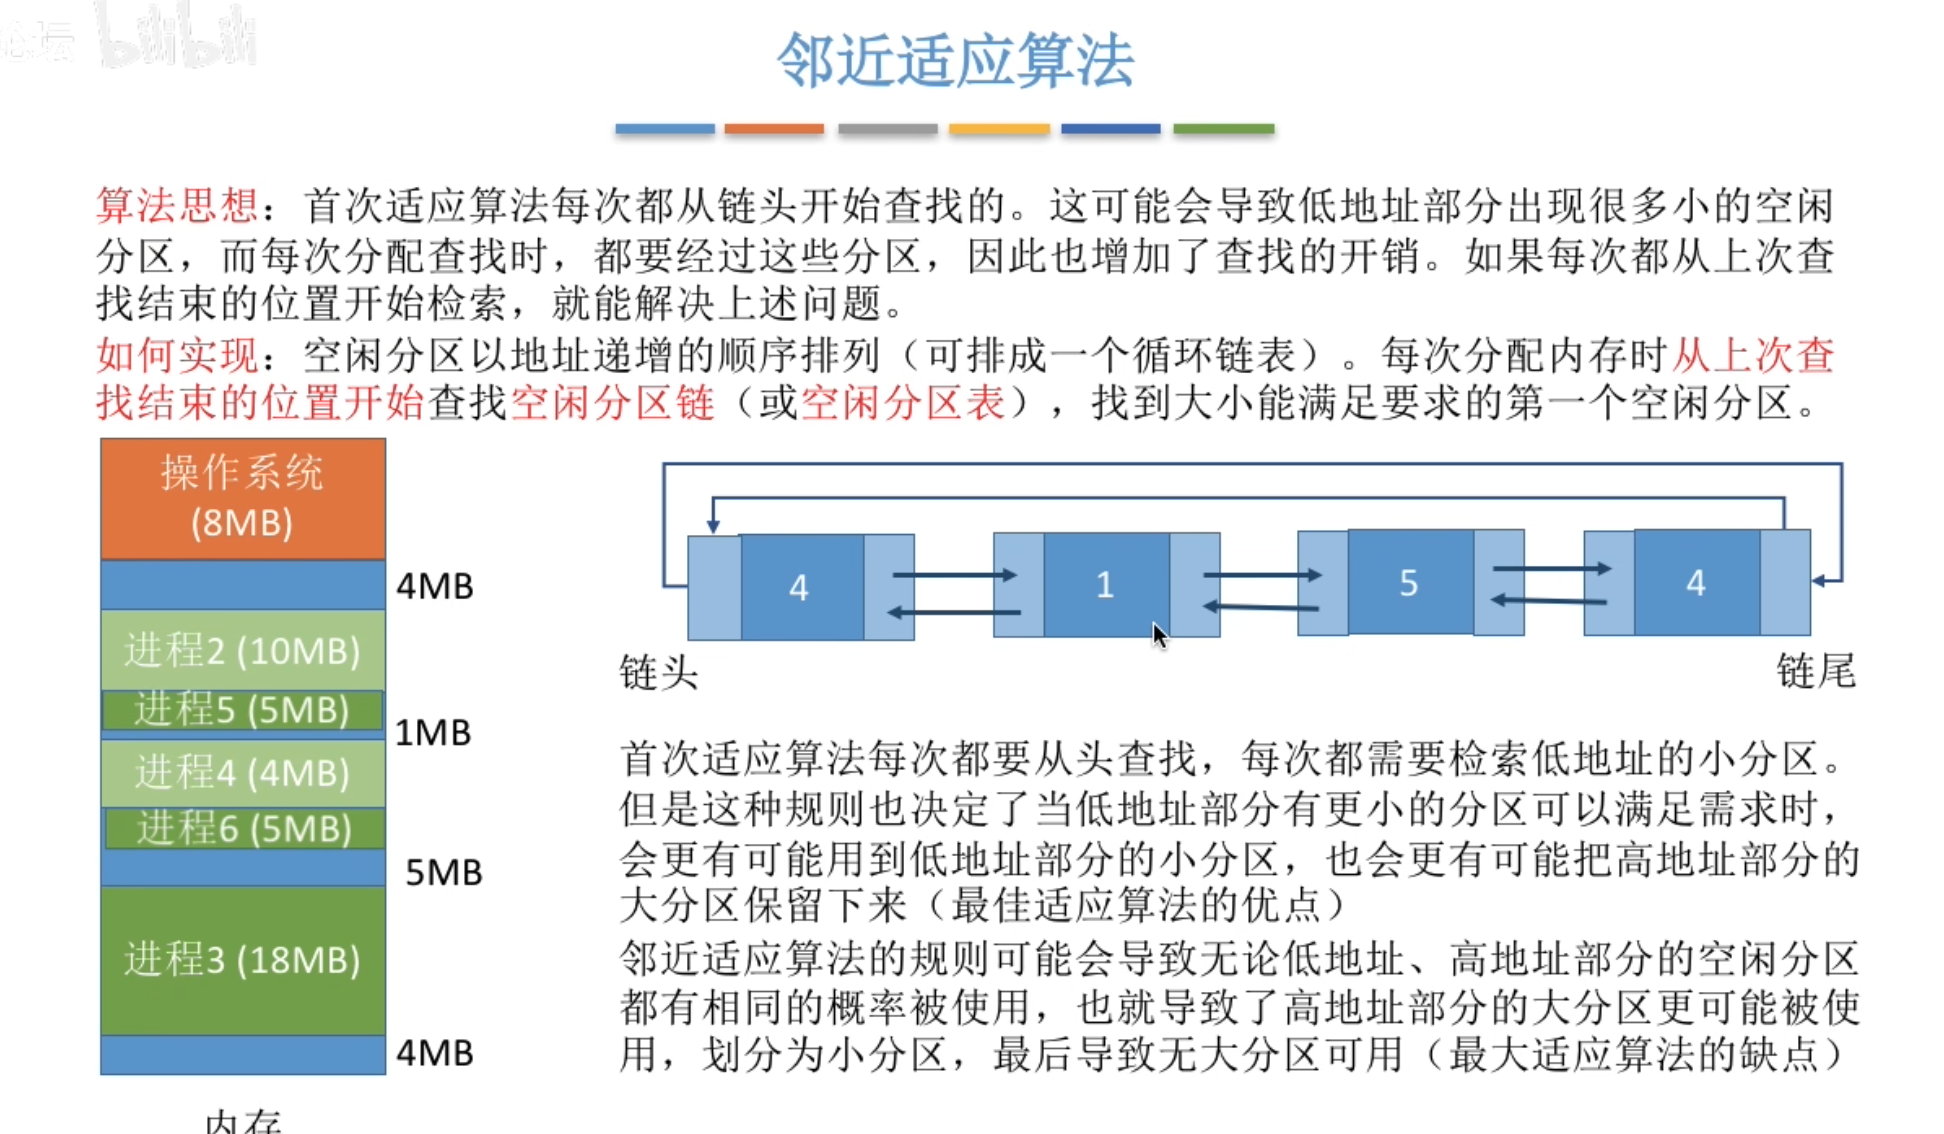 bilibili
邻近适应算法
算法思想：首次适应算法每次都从链头开始查找的。这可能会导致低地址部分出现很多小的空闲
分区，而每次分配查找时，都要经过这些分区，因此也增加了查找的开销。如果每次都从上次查
找结束的位置开始检索，就能解决上述问题。
如何实现：空闲分区以地址递增的顺序排列（可排成一个循环链表）。每次分配内存时从上次查
找结束的位置开始查找空闲分区链（或空闲分区表），找到大小能满足要求的第一个空闲分区。
操作系统
(8MB)
4MB
进程2 (10MB)
进程5 (5MB)
1MB
进程4 (4MB)
进程6 (5MB)
5MB
进程3 (18MB)
4MB
内存
4
1
5
4
链头
链尾
首次适应算法每次都要从头查找，每次都需要检索低地址的小分区。
但是这种规则也决定了当低地址部分有更小的分区可以满足需求时，
会更有可能用到低地址部分的小分区，也会更有可能把高地址部分的
大分区保留下来（最佳适应算法的优点）
邻近适应算法的规则可能会导致无论低地址、高地址部分的空闲分区
都有相同的概率被使用，也就导致了高地址部分的大分区更可能被使
用，划分为小分区，最后导致无大分区可用（最大适应算法的缺点）